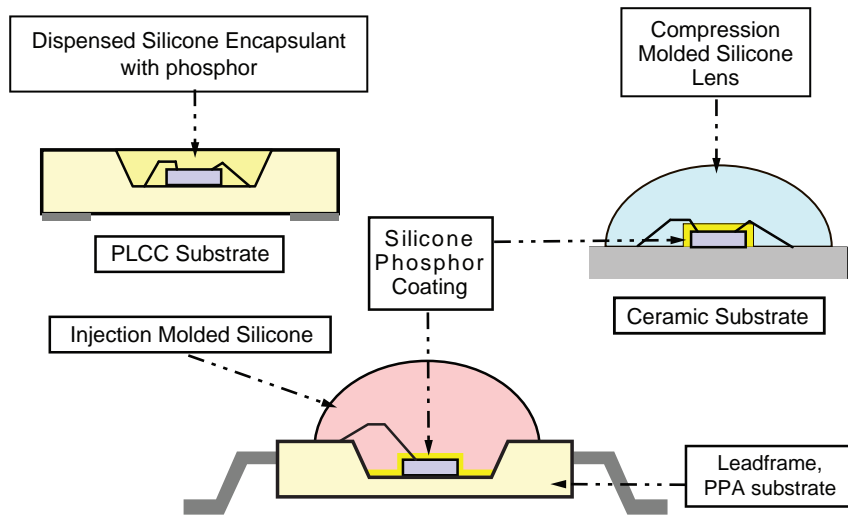 Dispensed Silicone Encapsulant
with phosphor
Compression
Molded Silicone
Lens
PLCC Substrate
Silicone
Phosphor
Coating
Ceramic Substrate
Injection Molded Silicone
Leadframe,
PPA substrate